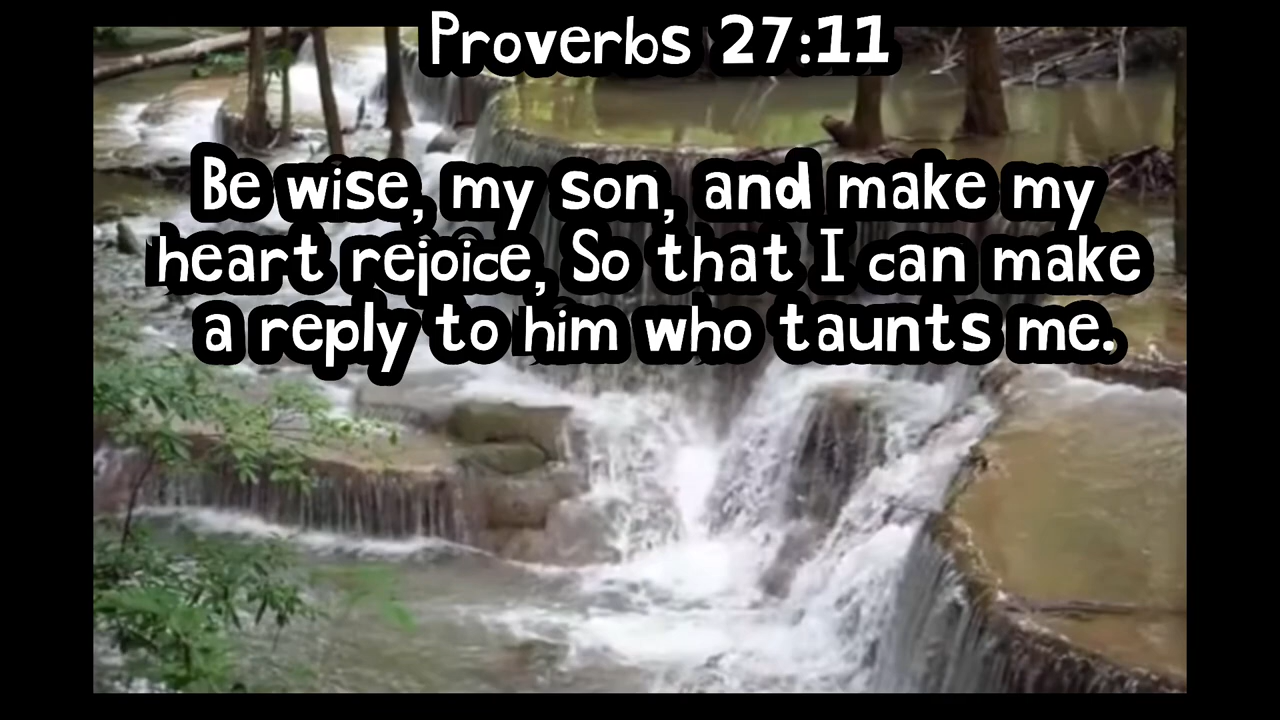 Proverbs 27:11
Be wise, my son, and make my
heart rejoice, So that I can make
a reply to him who taunts me.